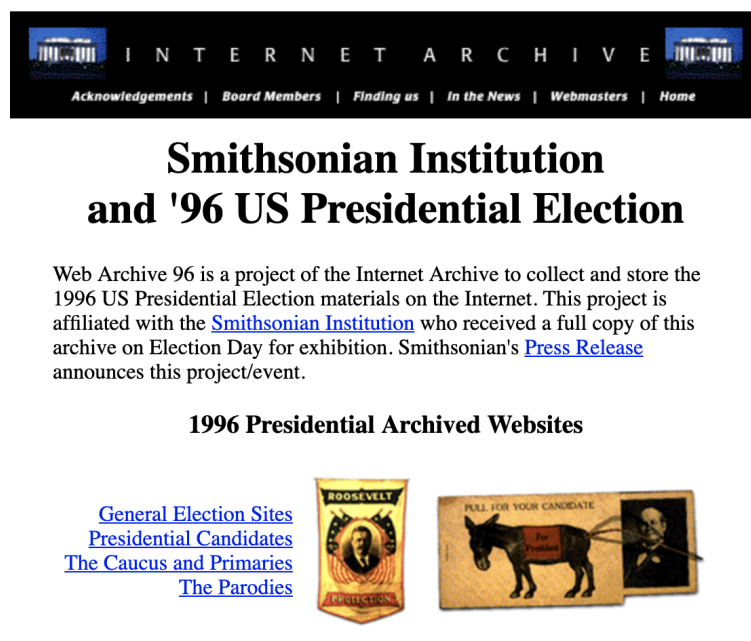 INTERNET ARCHIVE
Acknowledgements | Board Members | Finding us | In the News | Webmasters | Home
Smithsonian Institution
and '96 US Presidential Election
Web Archive 96 is a project of the Internet Archive to collect and store the
1996 US Presidential Election materials on the Internet. This project is
affiliated with the Smithsonian Institution who received a full copy of this
archive on Election Day for exhibition. Smithsonian's Press Release
announces this project/event.
1996 Presidential Archived Websites
General Election Sites
Presidential Candidates
The Caucus and Primaries
The Parodies
ROOSEVELT
PROTECTION
PULL FOR YOUR CANDIDATE
For
President